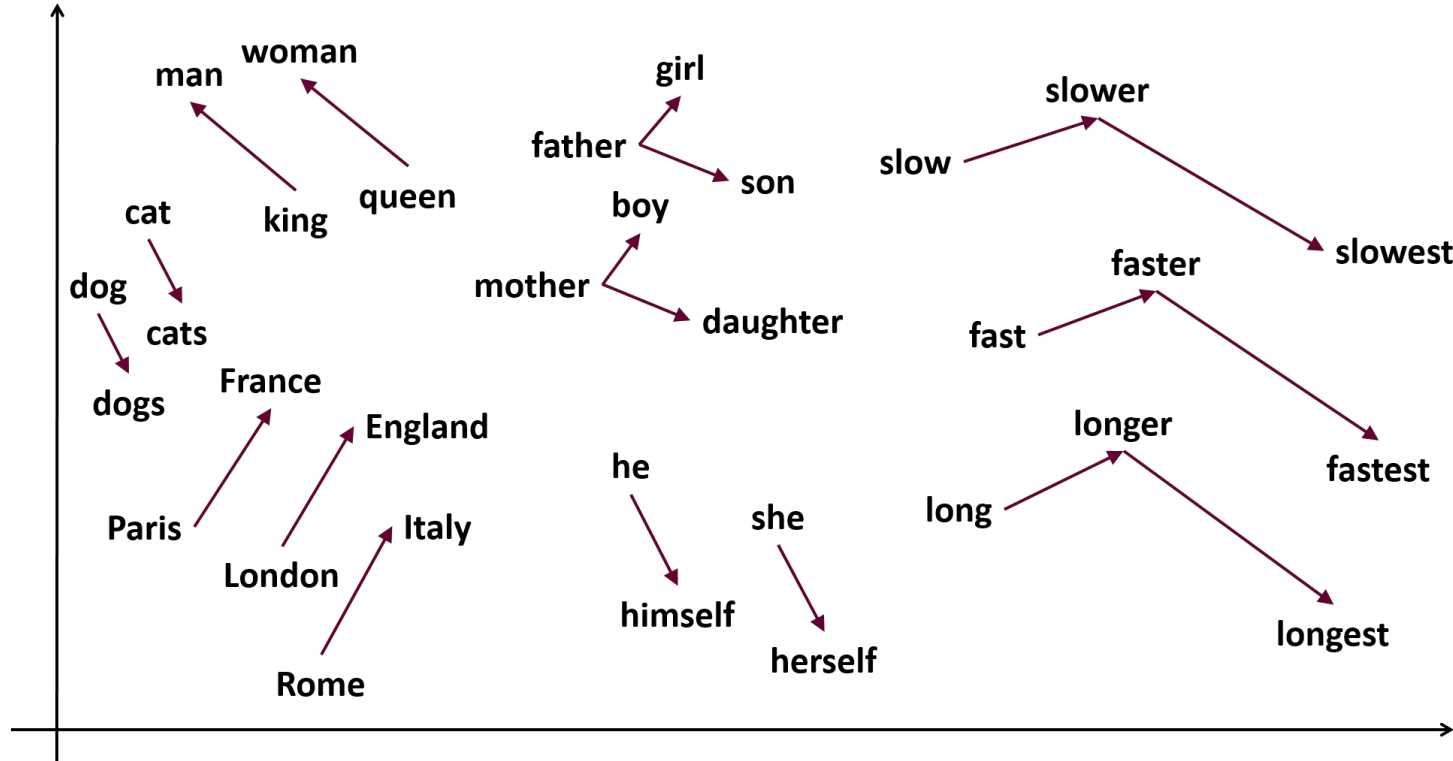 woman
man
girl
slower
father
slow
son
queen
boy
cat
king
slowest
faster
dog
mother
daughter
cats
fast
France
dogs
England
longer
he
fastest
long
she
Paris
Italy
London
himself
longest
herself
Rome